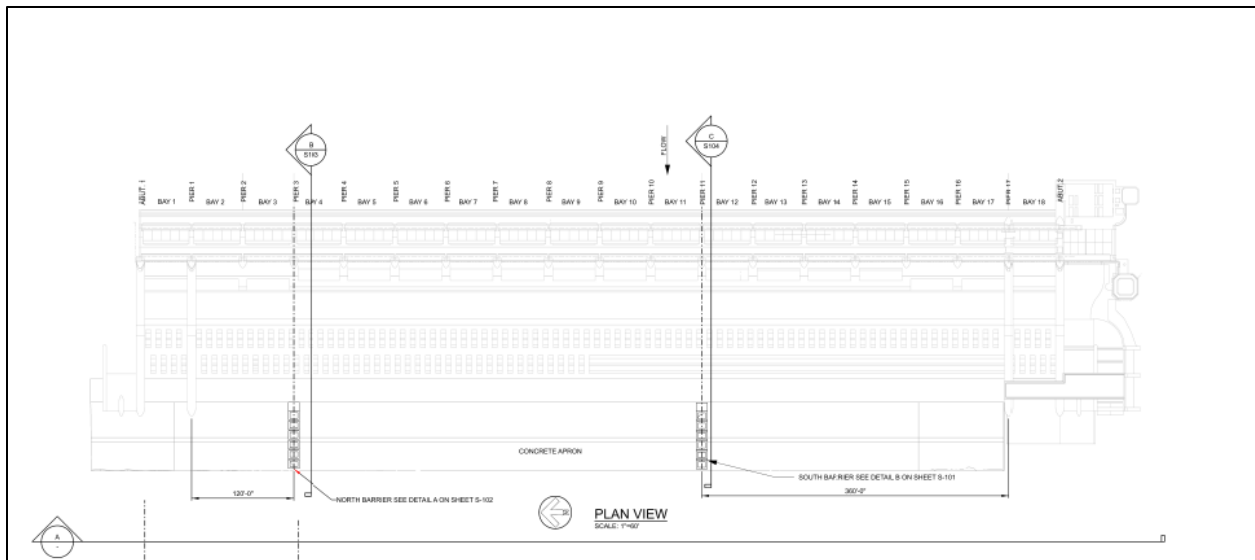 B
S103
C
S104
FLOW
ABUT. 1
PIER 1
PIER 2
PIER 3
PIER 4
PIER 5
PIER 6
PIER 7
PIER 8
PIER 9
PIER 10
PIER 11
PIER 12
PIER 13
PIER 14
PIER 15
PIER 16
PIER 17
ABUT. 2
BAY 1
BAY 2
BAY 3
BAY 4
BAY 5
BAY 6
BAY 7
BAY 8
BAY 9
BAY 10
BAY 11
BAY 12
BAY 13
BAY 14
BAY 15
BAY 16
BAY 17
BAY 18
CONCRETE APRON
SOUTH BARRIER SEE DETAIL B ON SHEET S-101
120'-0"
NORTH BARRIER SEE DETAIL A ON SHEET S-102
360'-0"
N
PLAN VIEW
SCALE: 1"=60'
A
-